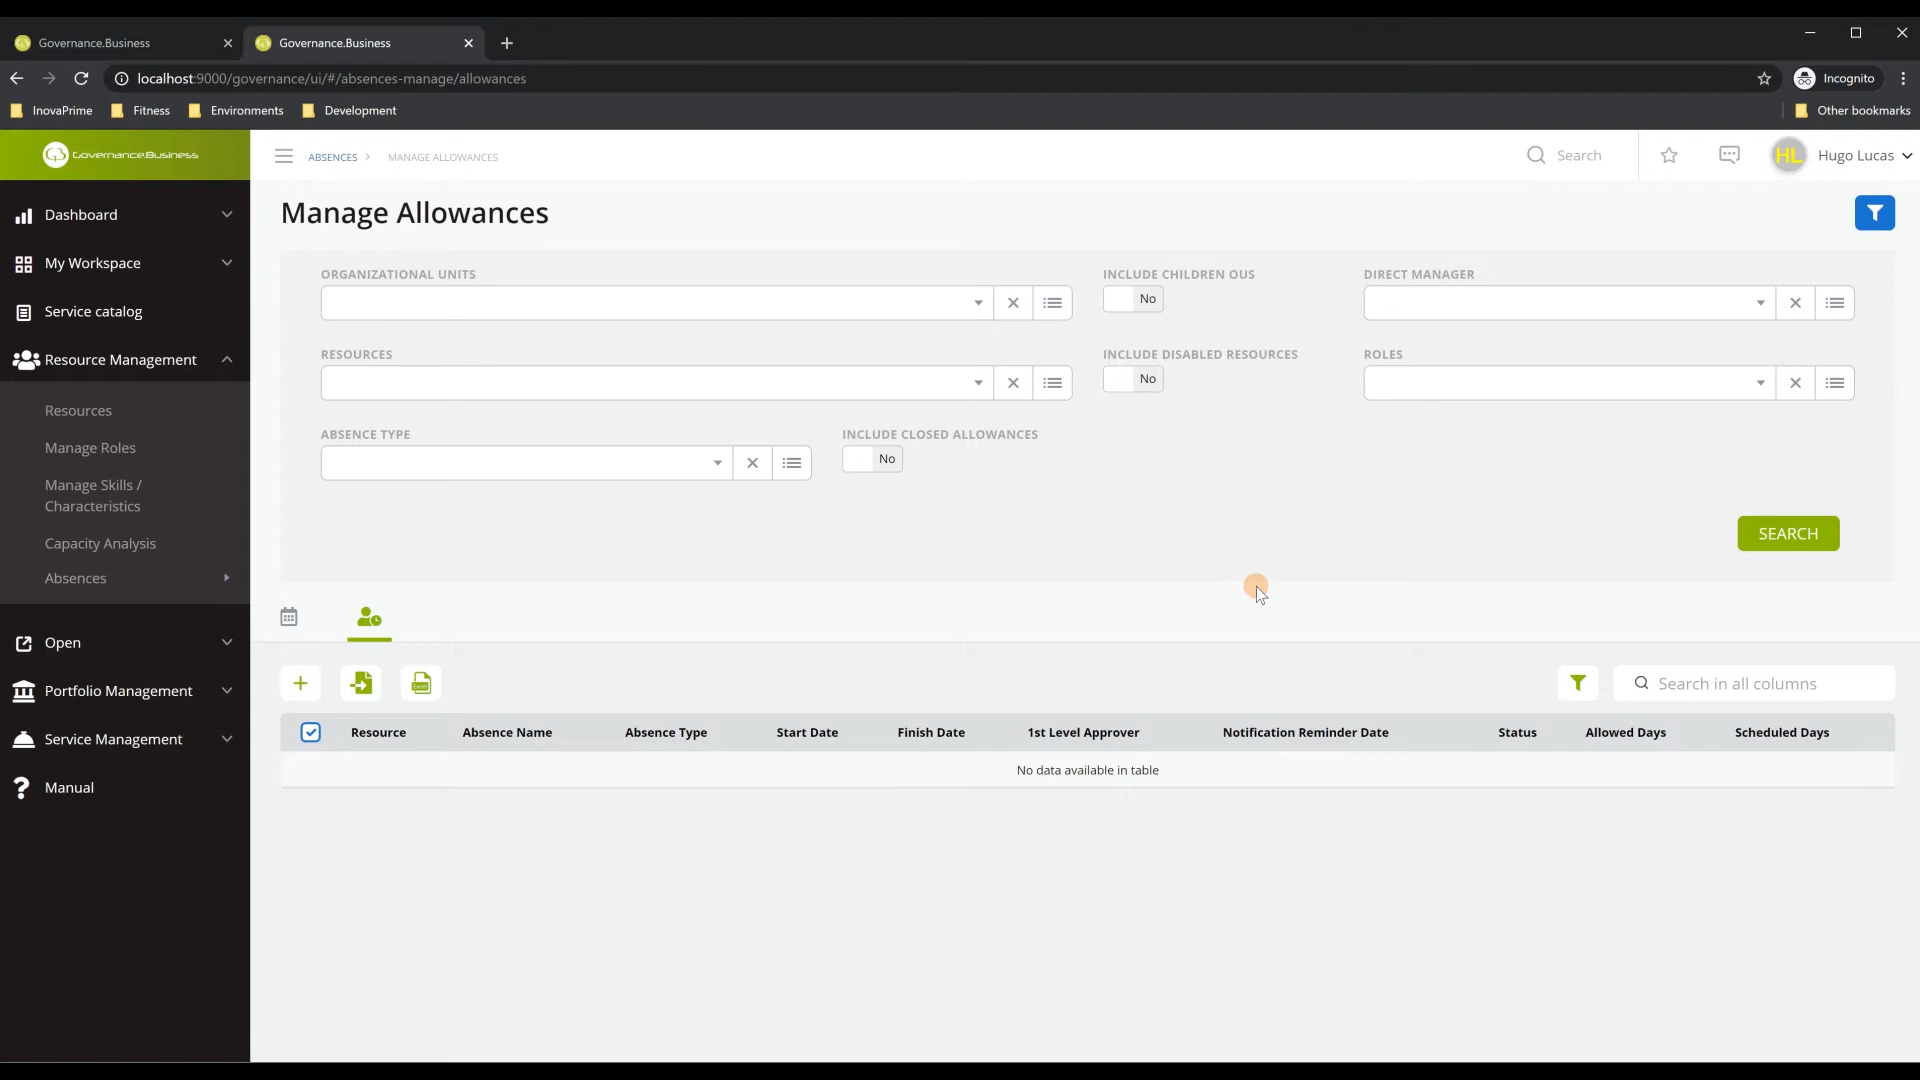 Governance.Business
Governance.Business
localhost:9000/governance/ui/#/absences-manage/allowances
Incognito
InovaPrime
Fitness
Environments
Development
Other bookmarks
Governance.Business
ABSENCES
MANAGE ALLOWANCES
Search
HL
Hugo Lucas
Dashboard
My Workspace
Service catalog
Resource Management
Resources
Manage Roles
Manage Skills /
Characteristics
Capacity Analysis
Absences
Open
Portfolio Management
Service Management
Manual
Manage Allowances
ORGANIZATIONAL UNITS
INCLUDE CHILDREN OUS
DIRECT MANAGER
No
RESOURCES
INCLUDE DISABLED RESOURCES
ROLES
No
ABSENCE TYPE
INCLUDE CLOSED ALLOWANCES
No
SEARCH
Search in all columns
Resource Absence Name Absence Type Start Date Finish Date 1st Level Approver Notification Reminder Date Status Allowed Days Scheduled Days
No data available in table